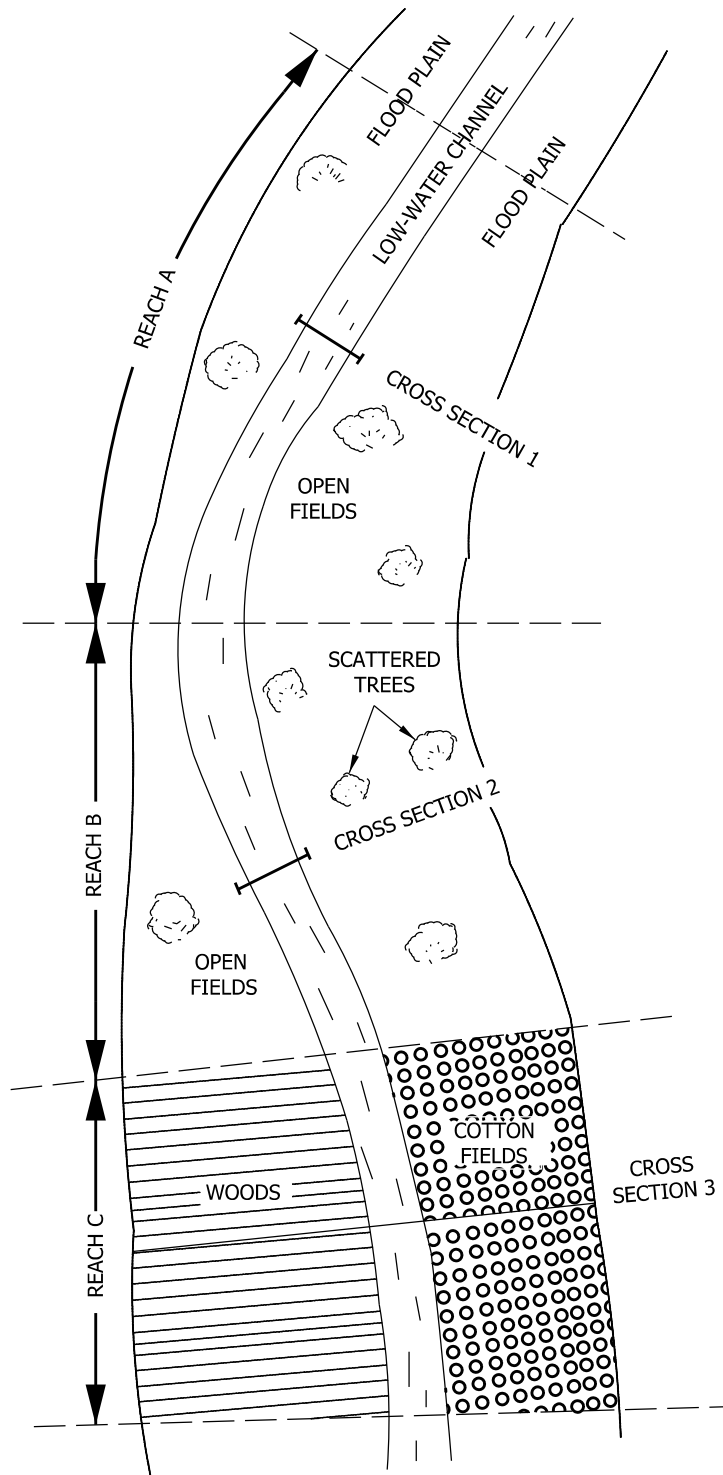 FLOOD PLAIN
LOW-WATER CHANNEL
FLOOD PLAIN
REACH A
CROSS SECTION 1
OPEN
FIELDS
SCATTERED
TREES
CROSS SECTION 2
REACH B
OPEN
FIELDS
COTTON
FIELDS
WOODS
CROSS
SECTION 3
REACH C